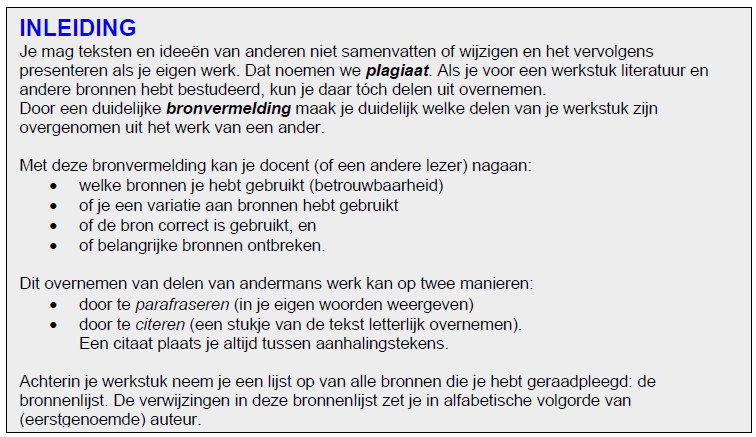 INLEIDING
Je mag teksten en ideeën van anderen niet samenvatten of wijzigen en het vervolgens
presenteren als je eigen werk. Dat noemen we plagiaat. Als je voor een werkstuk literatuur en
andere bronnen hebt bestudeerd, kun je daar tóch delen uit overnemen.
Door een duidelijke bronvermelding maak je duidelijk welke delen van je werkstuk zijn
overgenomen uit het werk van een ander.
Met deze bronvermelding kan je docent (of een andere lezer) nagaan:
• welke bronnen je hebt gebruikt (betrouwbaarheid)
• of je een variatie aan bronnen hebt gebruikt
• of de bron correct is gebruikt, en
• of belangrijke bronnen ontbreken.
Dit overnemen van delen van andermans werk kan op twee manieren:
• door te parafraseren (in je eigen woorden weergeven)
• door te citeren (een stukje van de tekst letterlijk overnemen).
Een citaat plaats je altijd tussen aanhalingstekens.
Achterin je werkstuk neem je een lijst op van alle bronnen die je hebt geraadpleegd: de
bronnenlijst. De verwijzingen in deze bronnenlijst zet je in alfabetische volgorde van
(eerstgenoemde) auteur.